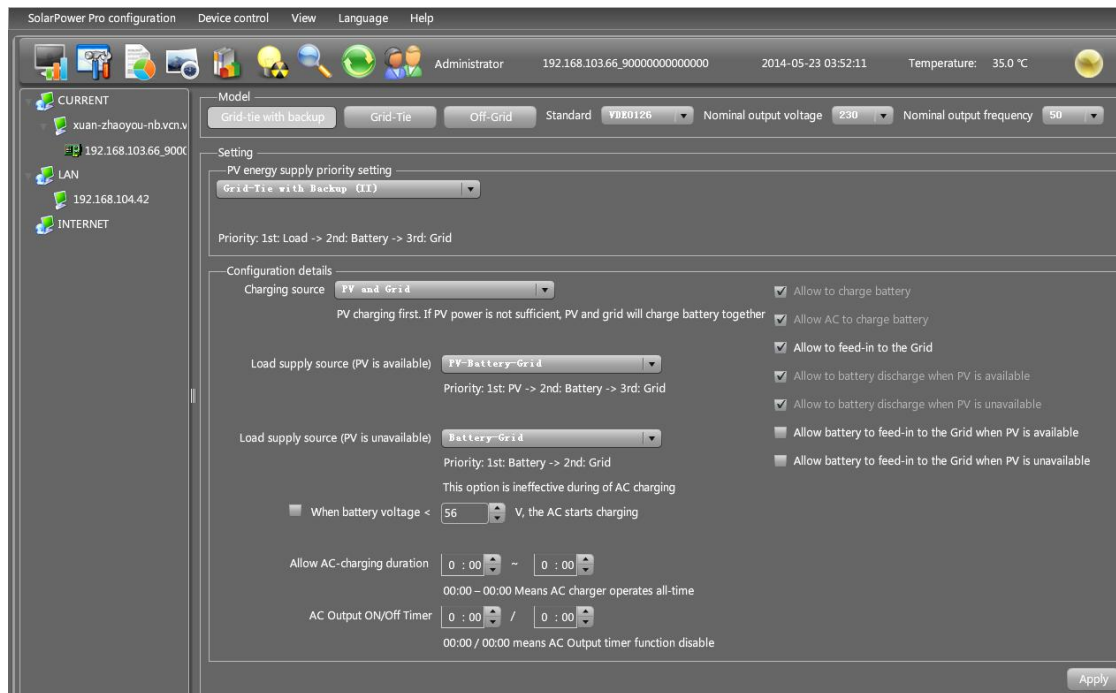 SolarPower Pro configuration Device control View Language Help
Administrator 192.168.103.66_90000000000000 2014-05-23 03:52:11 Temperature: 35.0 ℃
CURRENT
xuan-zhaoyou-nb.vcn.v
192.168.103.66_900(
LAN
192.168.104.42
INTERNET
Model
Grid-tie with backup Grid-Tie Off-Grid Standard VDE0126 Nominal output voltage 230 Nominal output frequency 50
Setting
PV energy supply priority setting
Grid-Tie with Backup (II)
Priority: 1st: Load -> 2nd: Battery -> 3rd: Grid
Configuration details
Charging source PV and Grid
PV charging first. If PV power is not sufficient, PV and grid will charge battery together
Load supply source (PV is available) PV-Battery-Grid
Priority: 1st: PV -> 2nd: Battery -> 3rd: Grid
Load supply source (PV is unavailable) Battery-Grid
Priority: 1st: Battery -> 2nd: Grid
This option is ineffective during of AC charging
When battery voltage < 56 V, the AC starts charging
Allow AC-charging duration 0 : 00 ~ 0 : 00
00:00 – 00:00 Means AC charger operates all-time
AC Output ON/Off Timer 0 : 00 / 0 : 00
00:00 / 00:00 means AC Output timer function disable
Allow to charge battery
Allow AC to charge battery
Allow to feed-in to the Grid
Allow to battery discharge when PV is available
Allow to battery discharge when PV is unavailable
Allow battery to feed-in to the Grid when PV is available
Allow battery to feed-in to the Grid when PV is unavailable
Apply